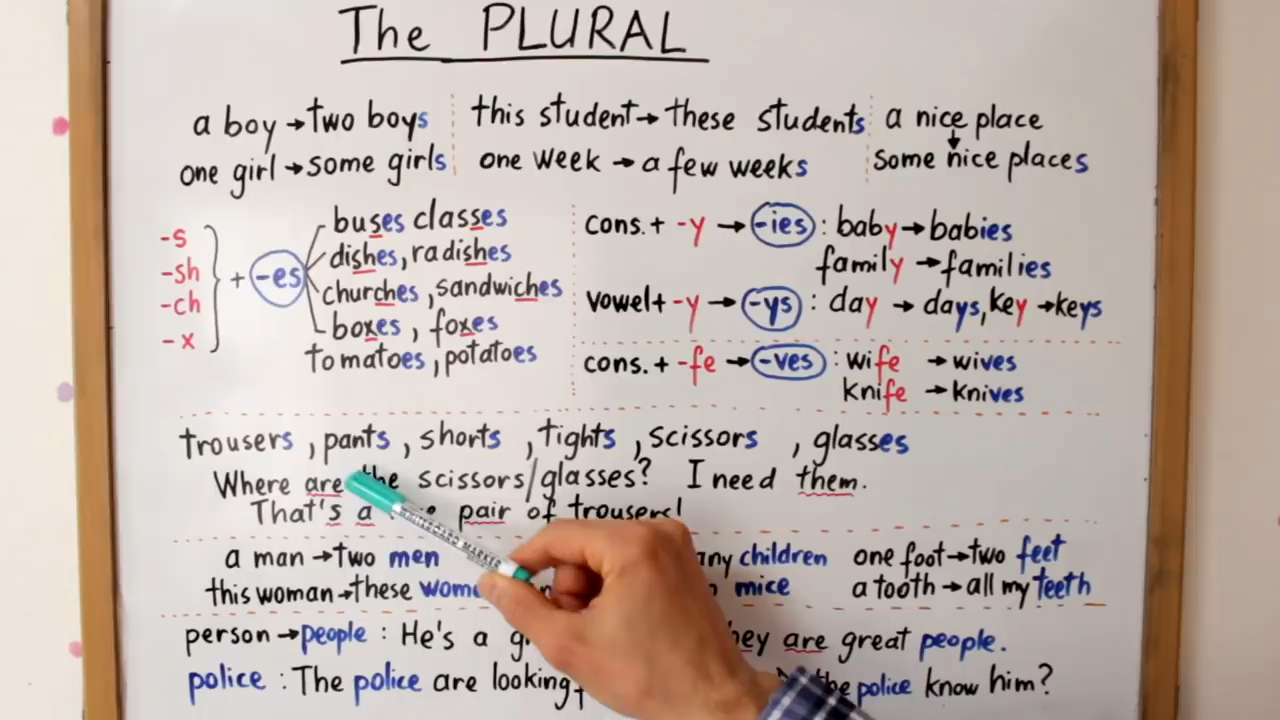 The PLURAL
a boy → two boys
one girl → some girls
this student → these students
one week → a few weeks
a nice place
↓
some nice places
-s
-sh
-ch
-x
+ -es
buses classes
dishes, radishes
churches, sandwiches
boxes, foxes
tomatoes, potatoes
cons. + -y → -ies : baby → babies
family → families
vowel + -y → -ys : day → days, key → keys
cons. + -fe → -ves : wife → wives
knife → knives
trousers, pants, shorts, tights, scissors, glasses
Where are the scissors/glasses? I need them.
That's a pair of trousers!
a man → two men
this woman → these
children
mice
one foot → two feet
a tooth → all my teeth
person → people : He's a are great people.
police : The police are looking the police know him?
WHITEBOARD MARKER